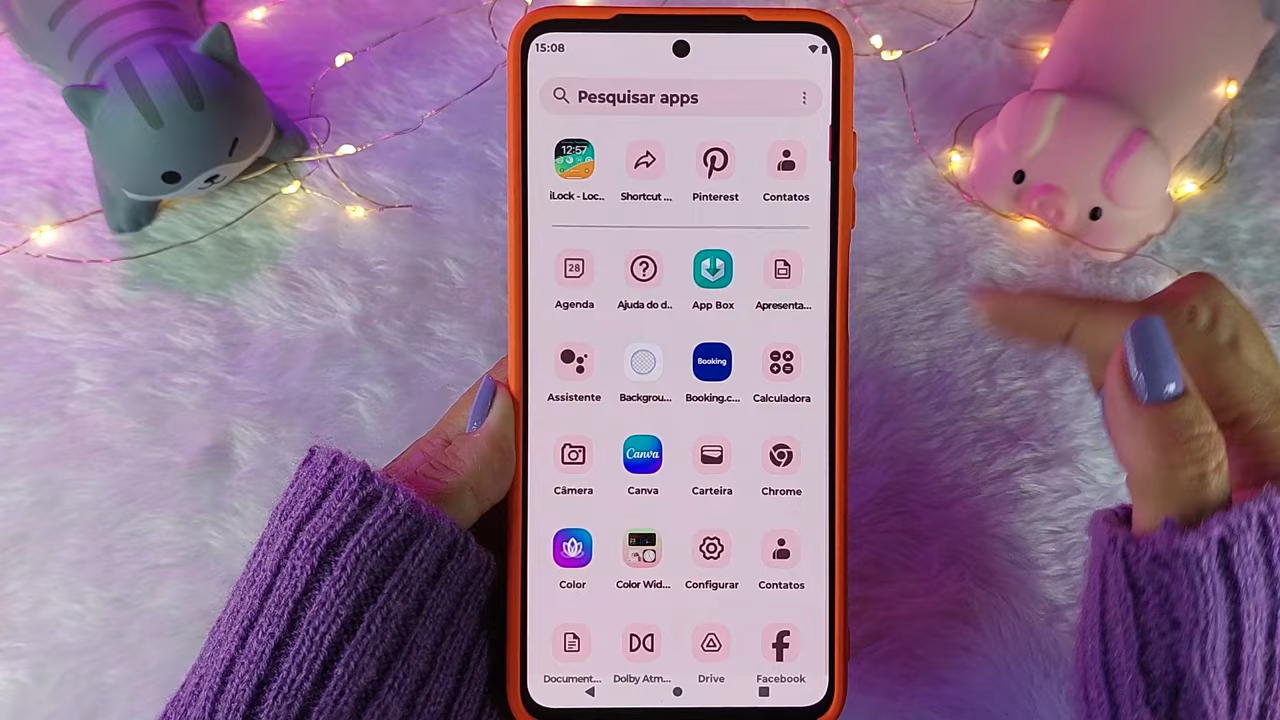 15:08
Pesquisar apps
12:57
iLock - Loc..
Shortcut ...
Pinterest
Contatos
28
Agenda
Ajuda do d..
App Box
Apresenta...
Booking
Assistente
Backgrou...
Booking.c...
Calculadora
Canva
Câmera
Canva
Carteira
Chrome
Color
Color Wid...
Configurar
Contatos
Document...
Dolby Atm...
Drive
Facebook